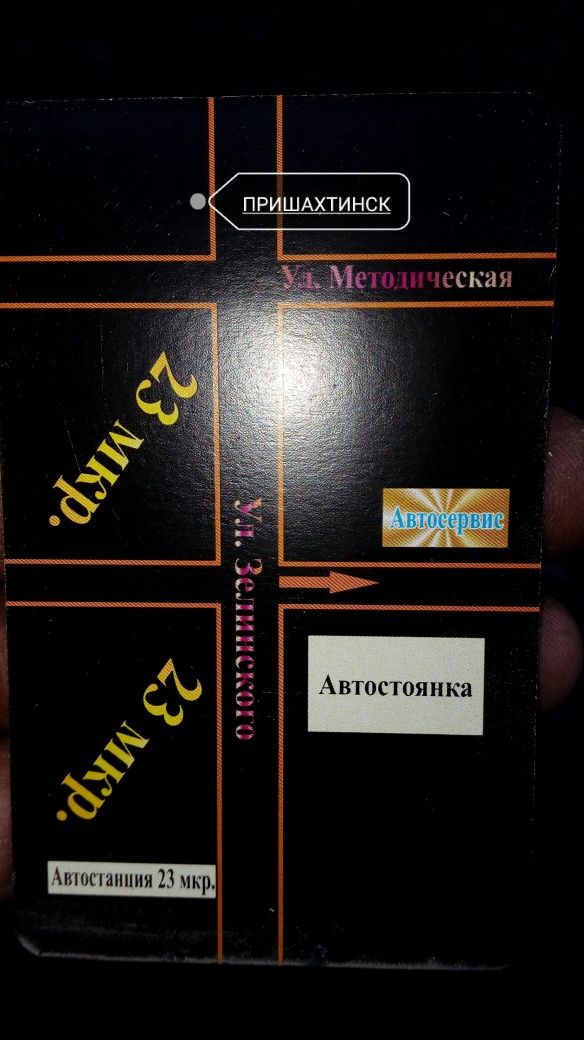 ПРИШАХТИНСК
Ул. Методическая
23 мкр.
Автосервис
Ул. Зелинского
Автостоянка
23 мкр.
Автостанция 23 мкр.